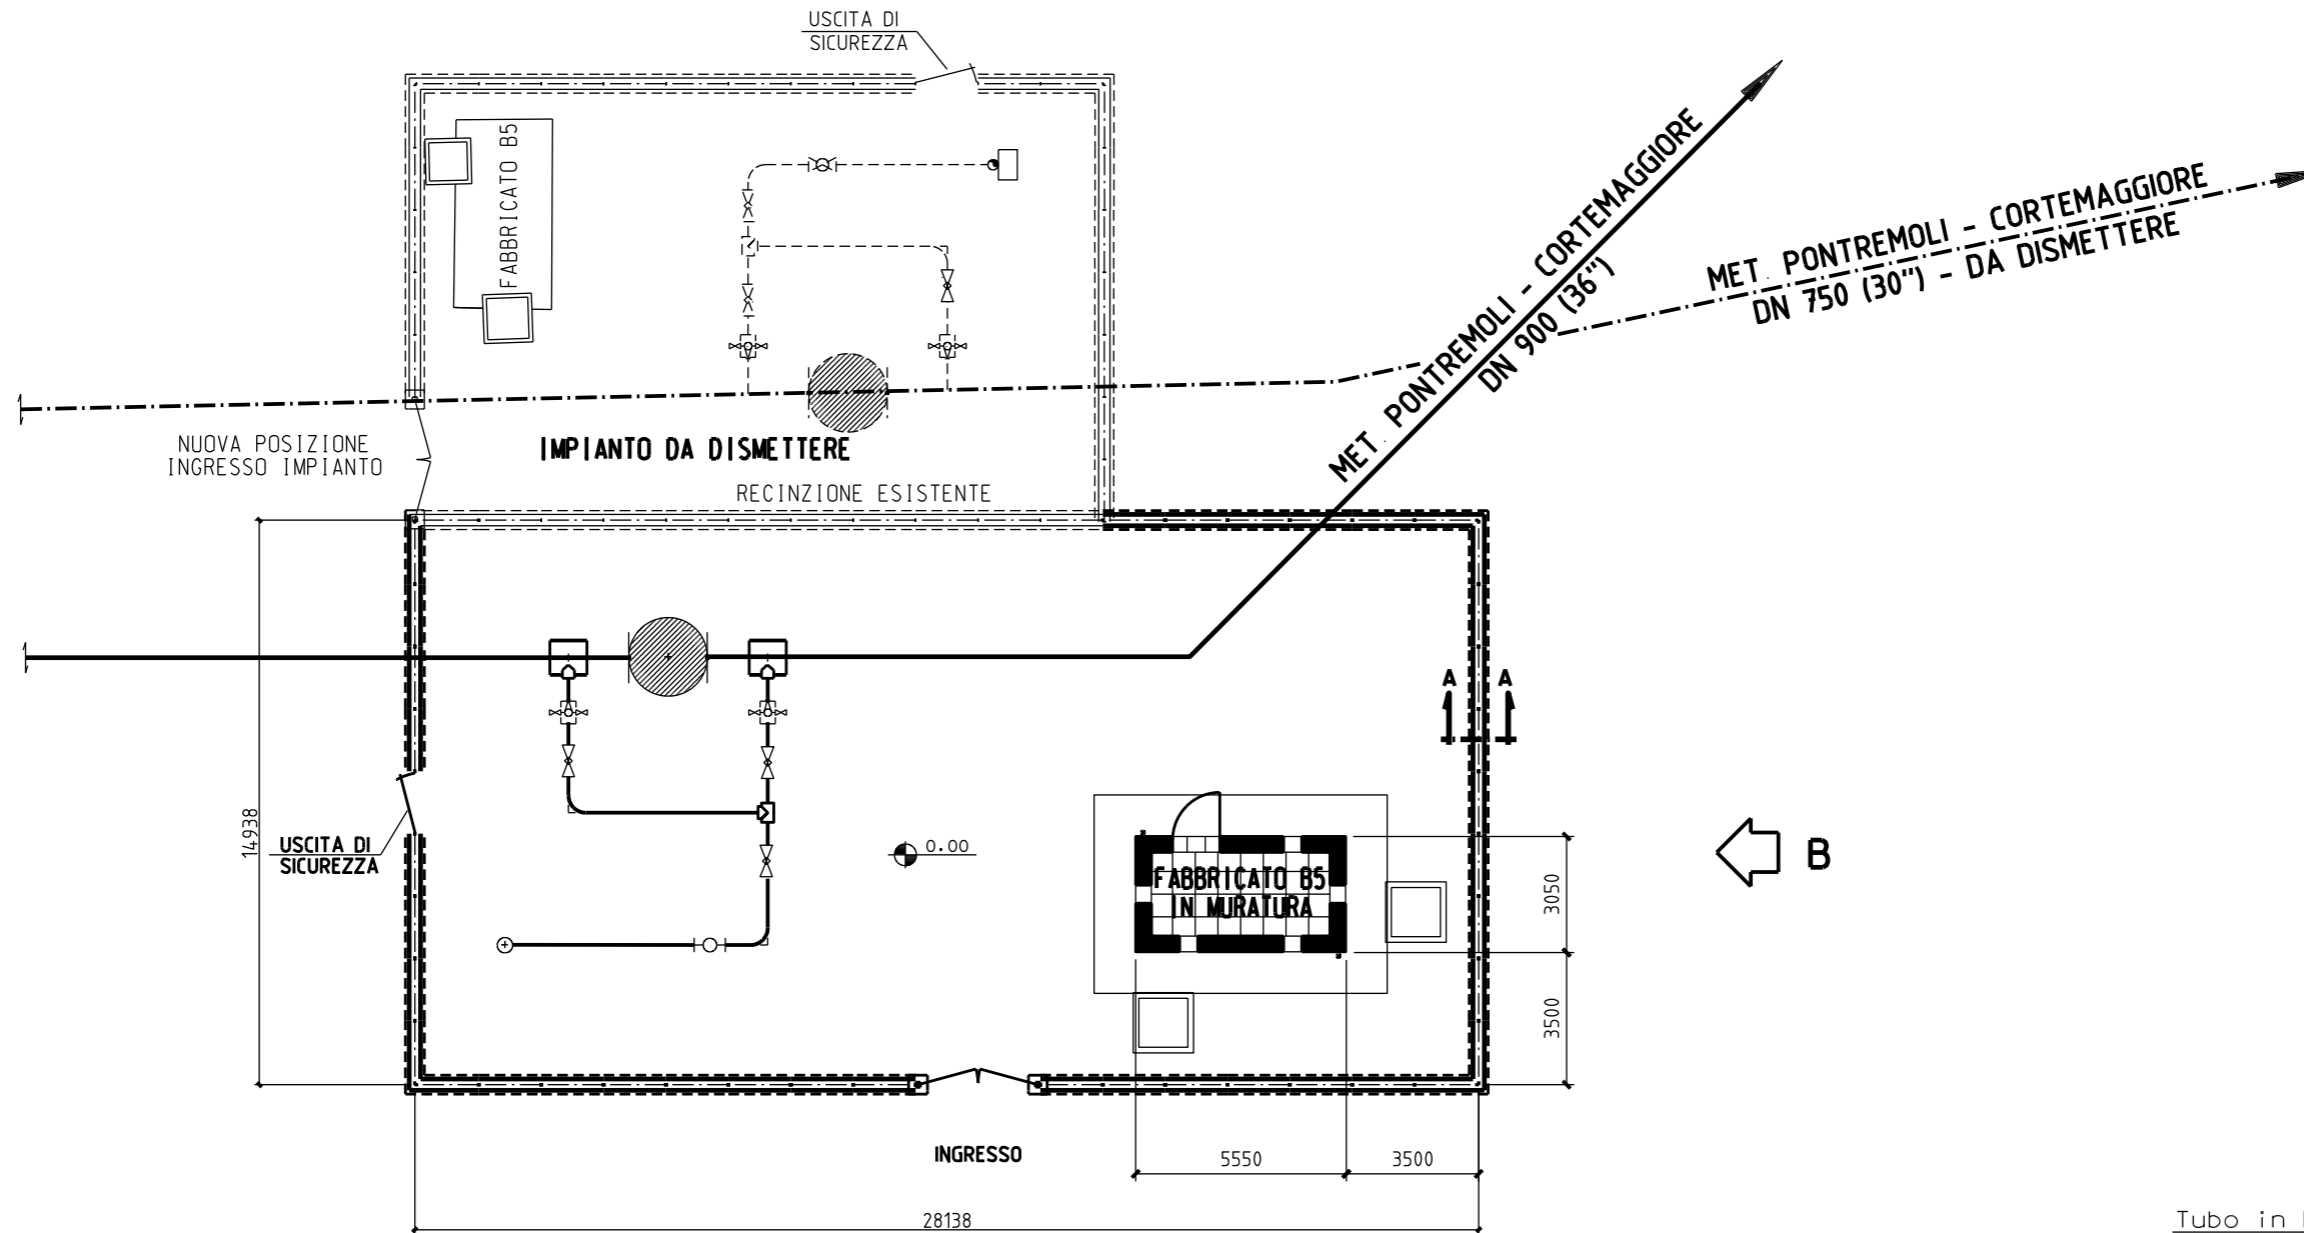 USCITA DI
SICUREZZA
FABBRICATO B5
MET. PONTREMOLI - CORTEMAGGIORE
DN 900 (36")
MET. PONTREMOLI - CORTEMAGGIORE
DN 750 (30") - DA DISMETTERE
NUOVA POSIZIONE
INGRESSO IMPIANTO
IMPIANTO DA DISMETTERE
RECINZIONE ESISTENTE
A A
14938
USCITA DI
SICUREZZA
0.00
B
FABBRICATO B5
IN MURATURA
3050
3500
INGRESSO
5550
3500
28138
Tubo in